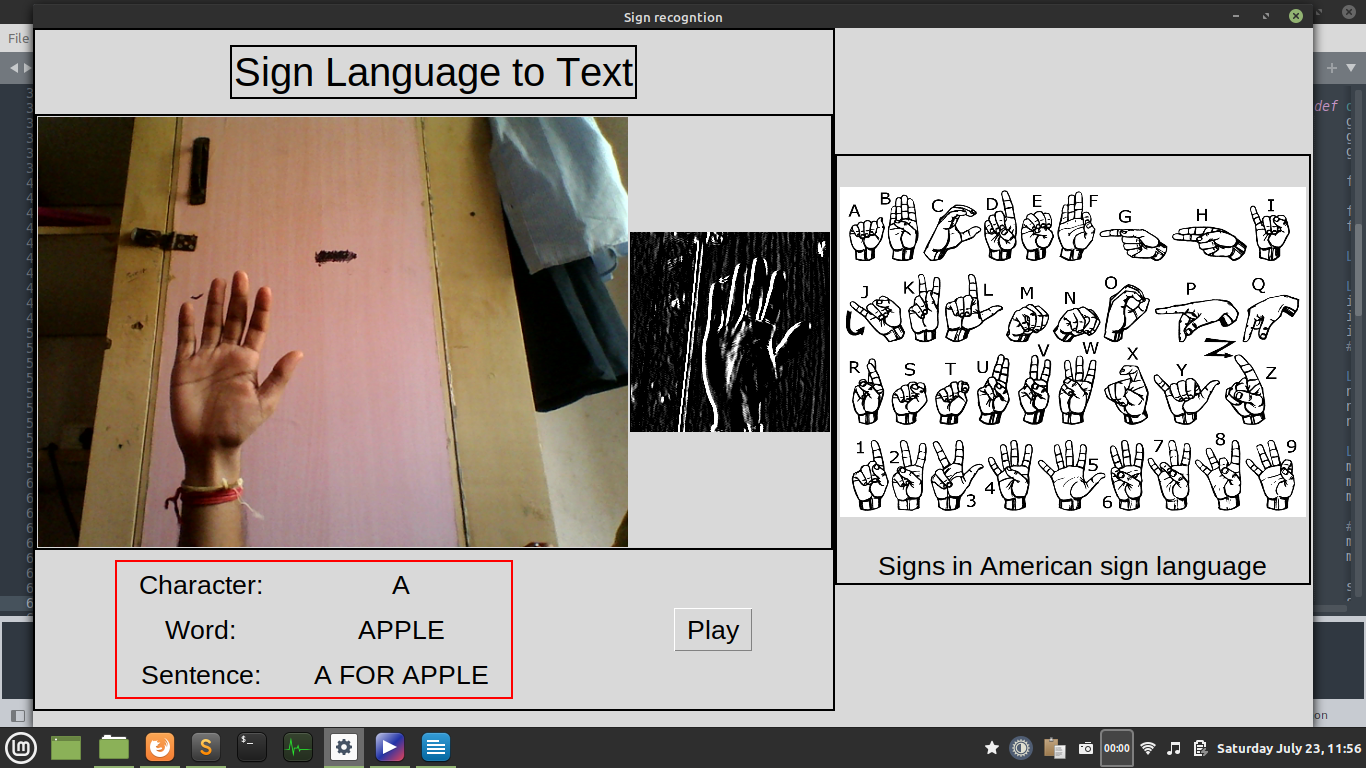 Sign recogntion
File
Sign Language to Text
A B C D E F G H I
J K L M N O P Q
R S T U V W X Y Z
1 2 3 4 5 6 7 8 9
Signs in American sign language
Character: A
Word: APPLE
Sentence: A FOR APPLE
Play
def
00:00
Saturday July 23, 11:56